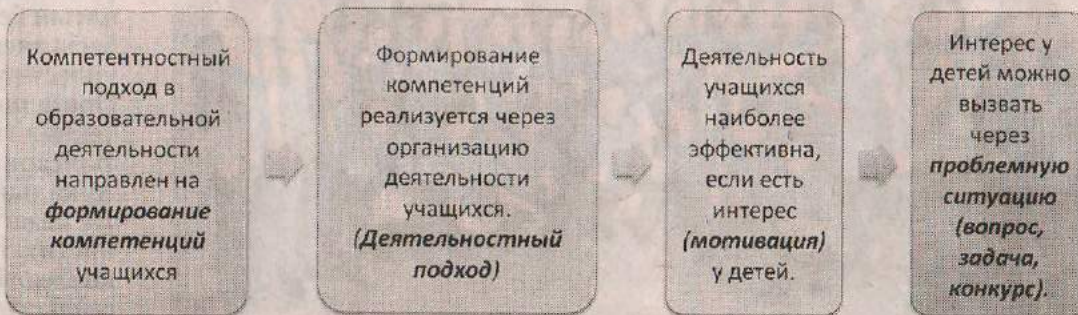 Компетентностный
подход в
образовательной
деятельности
направлен на
формирование
компетенций
учащихся
Формирование
компетенций
реализуется через
организацию
деятельности
учащихся.
(Деятельностный
подход)
Деятельность
учащихся
наиболее
эффективна,
если есть
интерес
(мотивация)
у детей.
Интерес у
детей можно
вызвать
через
проблемную
ситуацию
(вопрос,
задача,
конкурс).